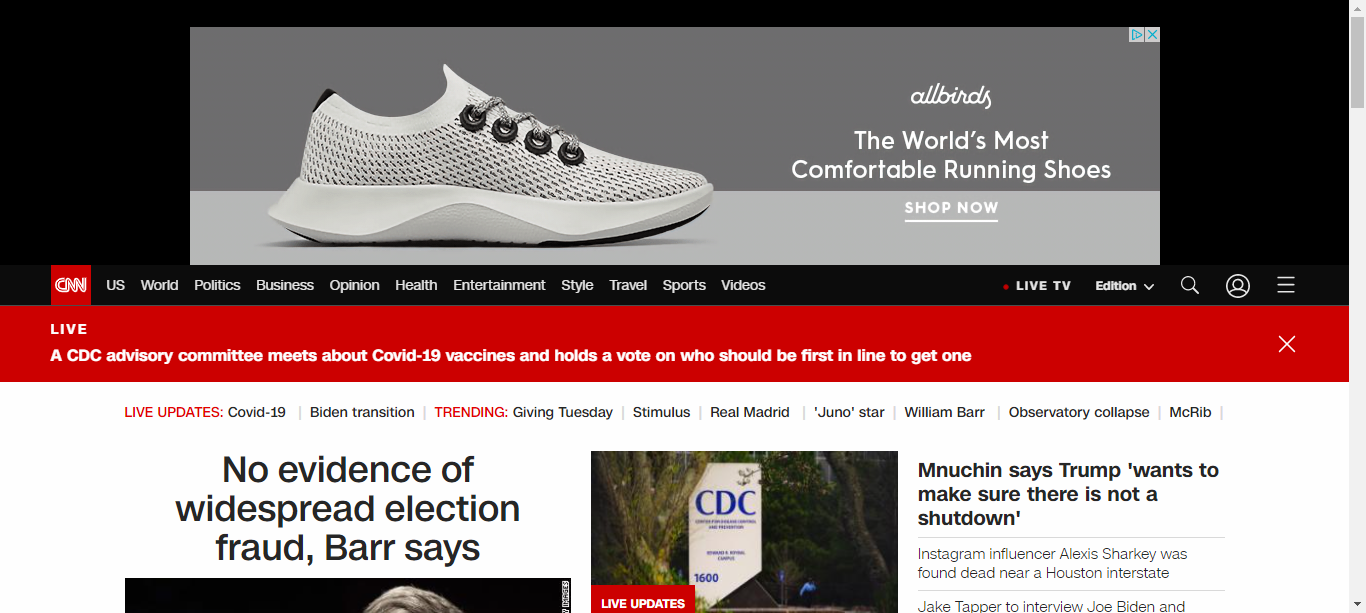 allbirds
The World's Most
Comfortable Running Shoes
SHOP NOW
CNN US World Politics Business Opinion Health Entertainment Style Travel Sports Videos LIVE TV Edition
LIVE
A CDC advisory committee meets about Covid-19 vaccines and holds a vote on who should be first in line to get one
LIVE UPDATES: Covid-19 | Biden transition | TRENDING: Giving Tuesday | Stimulus | Real Madrid | 'Juno' star | William Barr | Observatory collapse | McRib |
No evidence of
widespread election
fraud, Barr says
CDC
CENTERS FOR DISEASE CONTROL
AND PREVENTION
EDWARD R. ROYBAL
CAMPUS
1600
LIVE UPDATES
Mnuchin says Trump 'wants to
make sure there is not a
shutdown'
Instagram influencer Alexis Sharkey was
found dead near a Houston interstate
Jake Tapper to interview Joe Biden and